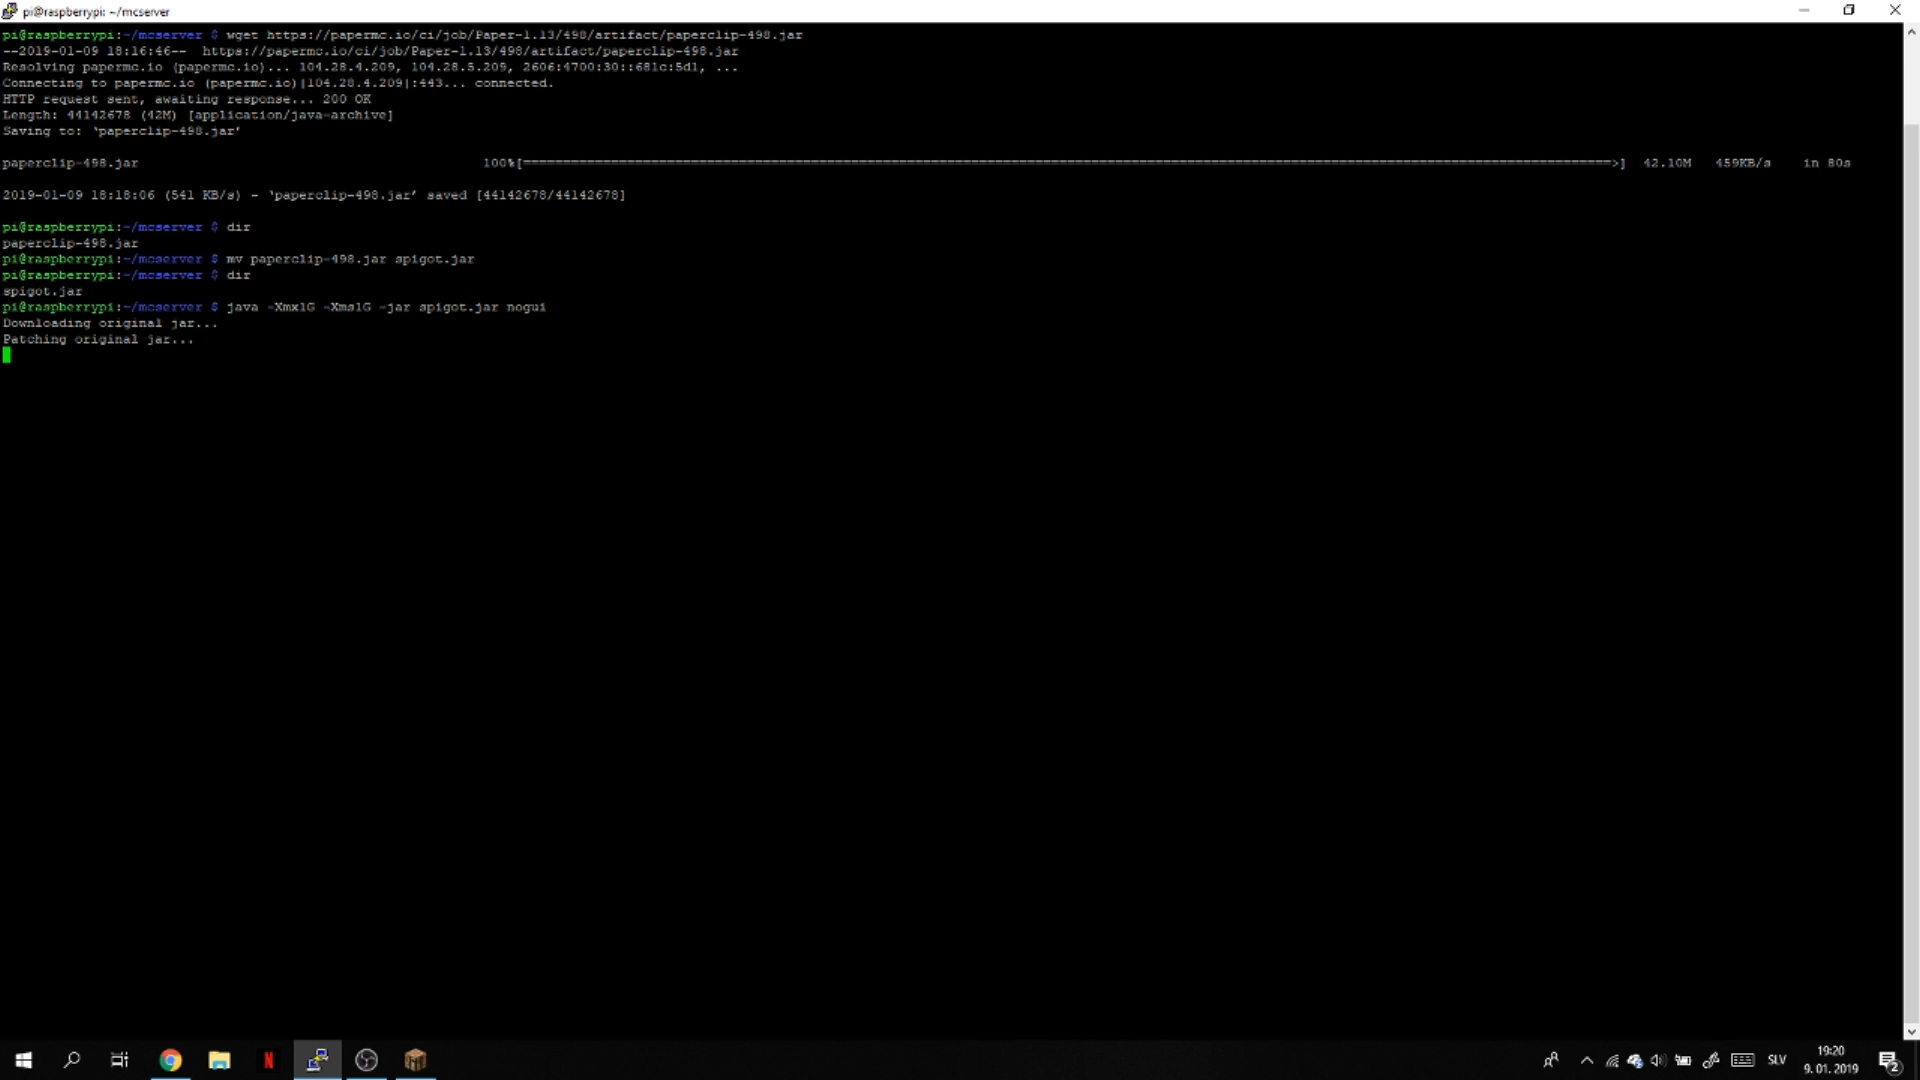 pi@raspberrypi: ~/mcserver
pi@raspberrypi:~/mcserver $ wget https://papermc.io/ci/job/Paper-1.13/498/artifact/paperclip-498.jar
--2019-01-09 18:16:46--  https://papermc.io/ci/job/Paper-1.13/498/artifact/paperclip-498.jar
Resolving papermc.io (papermc.io)... 104.28.4.209, 104.28.5.209, 2606:4700:30::681c:5d1, ...
Connecting to papermc.io (papermc.io)|104.28.4.209|:443... connected.
HTTP request sent, awaiting response... 200 OK
Length: 44142678 (42M) [application/java-archive]
Saving to: ‘paperclip-498.jar’
paperclip-498.jar 100%[===================>] 42.10M 459KB/s in 80s
2019-01-09 18:18:06 (541 KB/s) - ‘paperclip-498.jar’ saved [44142678/44142678]
pi@raspberrypi:~/mcserver $ dir
paperclip-498.jar
pi@raspberrypi:~/mcserver $ mv paperclip-498.jar spigot.jar
pi@raspberrypi:~/mcserver $ dir
spigot.jar
pi@raspberrypi:~/mcserver $ java -Xmx1G -Xms1G -jar spigot.jar nogui
Downloading original jar...
Patching original jar...
N
SLV
19:20
9. 01. 2019
2